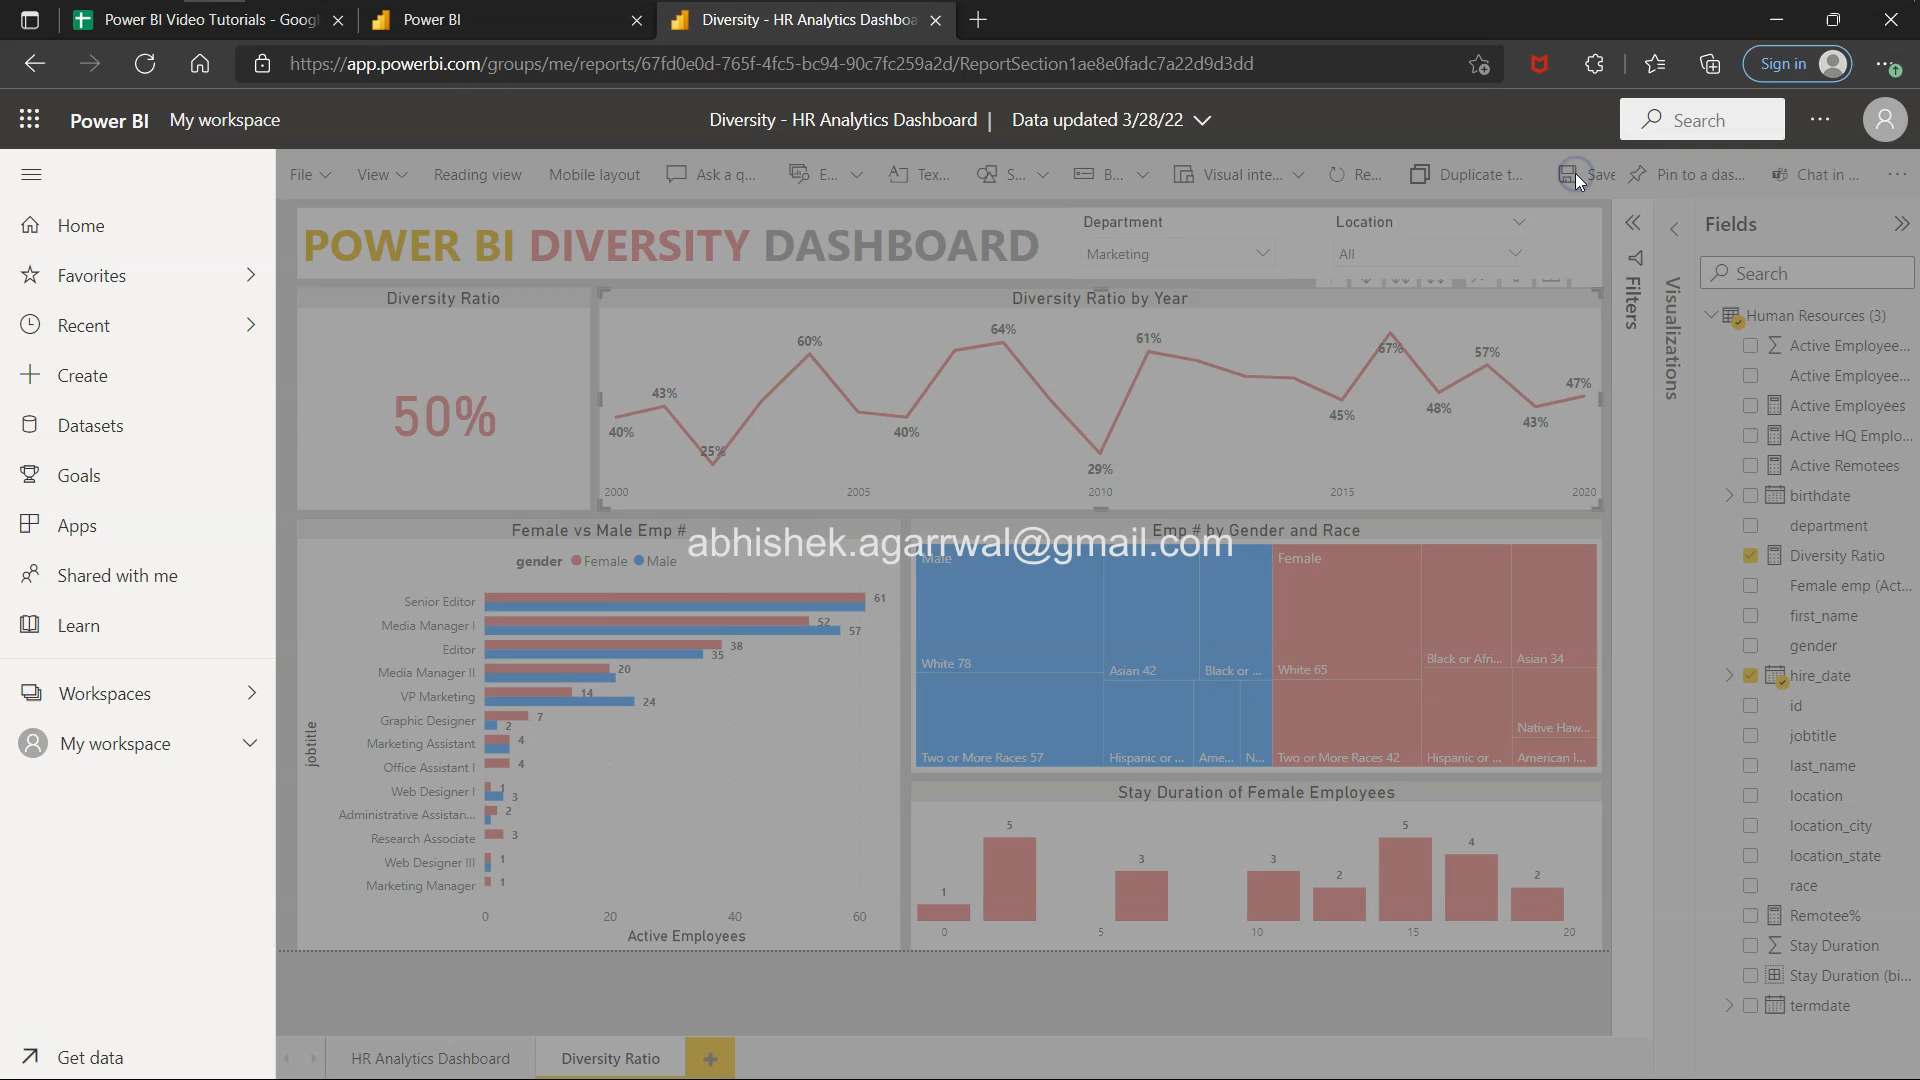 Power BI Video Tutorials - Googl
Power BI
Diversity - HR Analytics Dashboa
https://app.powerbi.com/groups/me/reports/67fd0e0d-765f-4fc5-bc94-90c7fc259a2d/ReportSection1ae8e0fadc7a22d9d3dd
Sign in
Power BI My workspace
Diversity - HR Analytics Dashboard | Data updated 3/28/22
Search
File View Reading view Mobile layout Ask a q... E... Tex... S... B... Visual inte... Re... Duplicate t... Save Pin to a das... Chat in ...
Home
Favorites
Recent
Create
Datasets
Goals
Apps
Shared with me
Learn
Workspaces
My workspace
Get data
POWER BI DIVERSITY DASHBOARD
Department
Marketing
Location
All
Diversity Ratio
50%
Diversity Ratio by Year
40% 43% 25% 60% 40% 64% 29% 61% 45% 67% 48% 57% 43% 47%
2000 2005 2010 2015 2020
Female vs Male Emp #
gender Female Male
jobtitle
Senior Editor 61
Media Manager I 52 57
Editor 38 35
Media Manager II 20
VP Marketing 14 24
Graphic Designer 7 2
Marketing Assistant 4
Office Assistant I 4
Web Designer I 1 3
Administrative Assistan... 2
Research Associate 3
Web Designer III 1
Marketing Manager 1
0 20 40 60
Active Employees
abhishek.agarrwal@gmail.com
Emp # by Gender and Race
Male
White 78
Two or More Races 57
Asian 42
Black or ...
Hispanic or ...
Ame...
N...
Female
White 65
Two or More Races 42
Black or Afri...
Asian 34
Hispanic or ...
Native Haw...
American I...
Stay Duration of Female Employees
1 5 3 3 2 5 4 2
0 5 10 15 20
HR Analytics Dashboard
Diversity Ratio
Filters
Visualizations
Fields
Search
Human Resources (3)
Active Employee...
Active Employee...
Active Employees
Active HQ Emplo...
Active Remotees
birthdate
department
Diversity Ratio
Female emp (Act...
first_name
gender
hire_date
id
jobtitle
last_name
location
location_city
location_state
race
Remotee%
Stay Duration
Stay Duration (bi...
termdate